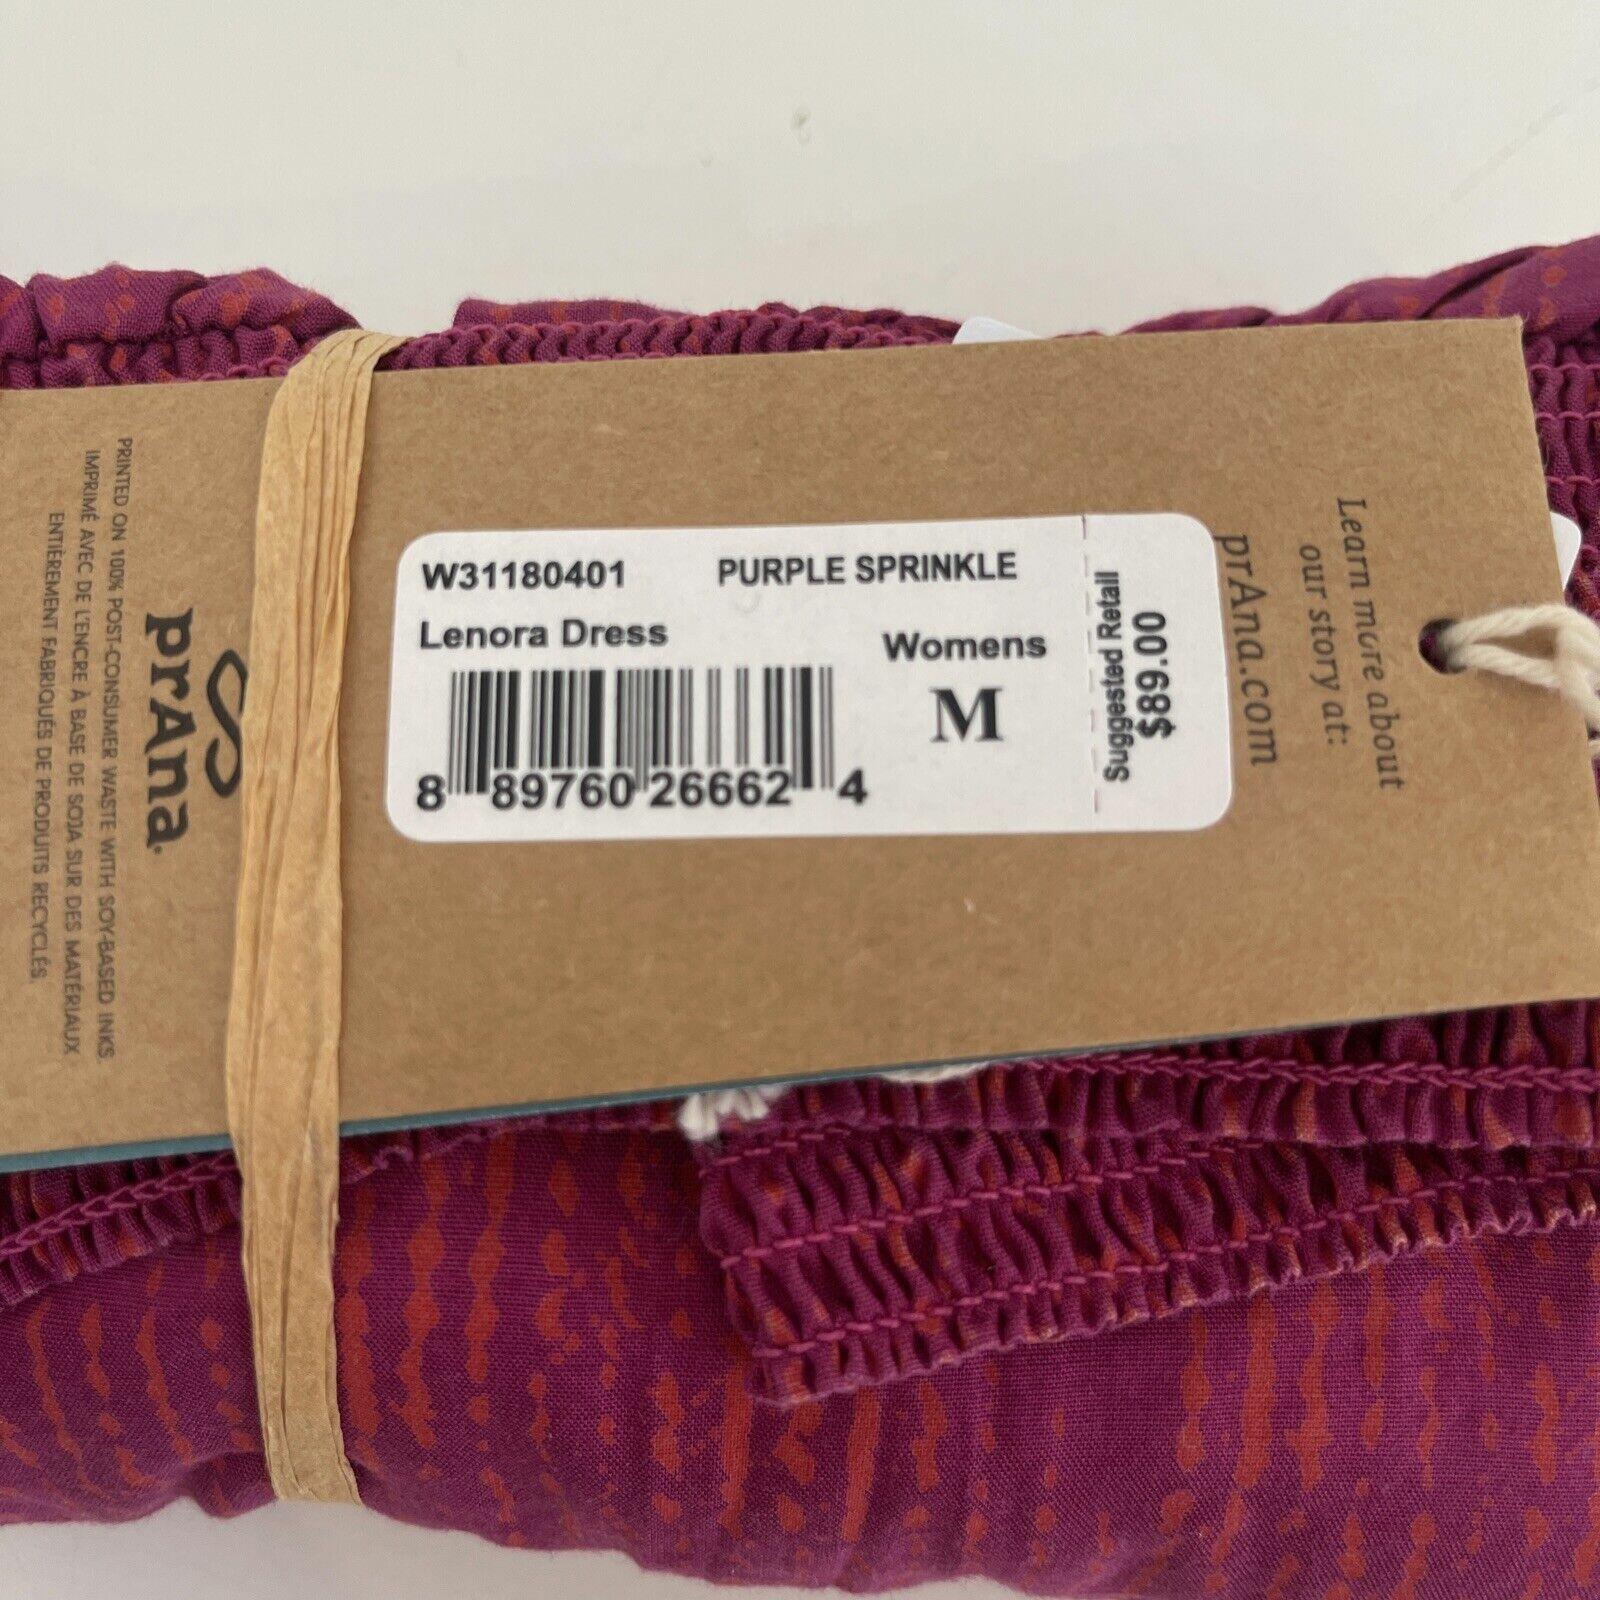 PRINTED ON 100% POST-CONSUMER WASTE WITH SOY-BASED INKS
IMPRIMÉ AVEC DE L'ENCRE À BASE DE SOJA SUR DES MATÉRIAUX
ENTIÈREMENT FABRIQUÉS DE PRODUITS RECYCLÉS.
prAna
W31180401 PURPLE SPRINKLE
Lenora Dress Womens
M
8 89760 26662 4
Suggested Retail
$89.00
Learn more about
our story at:
prAna.com